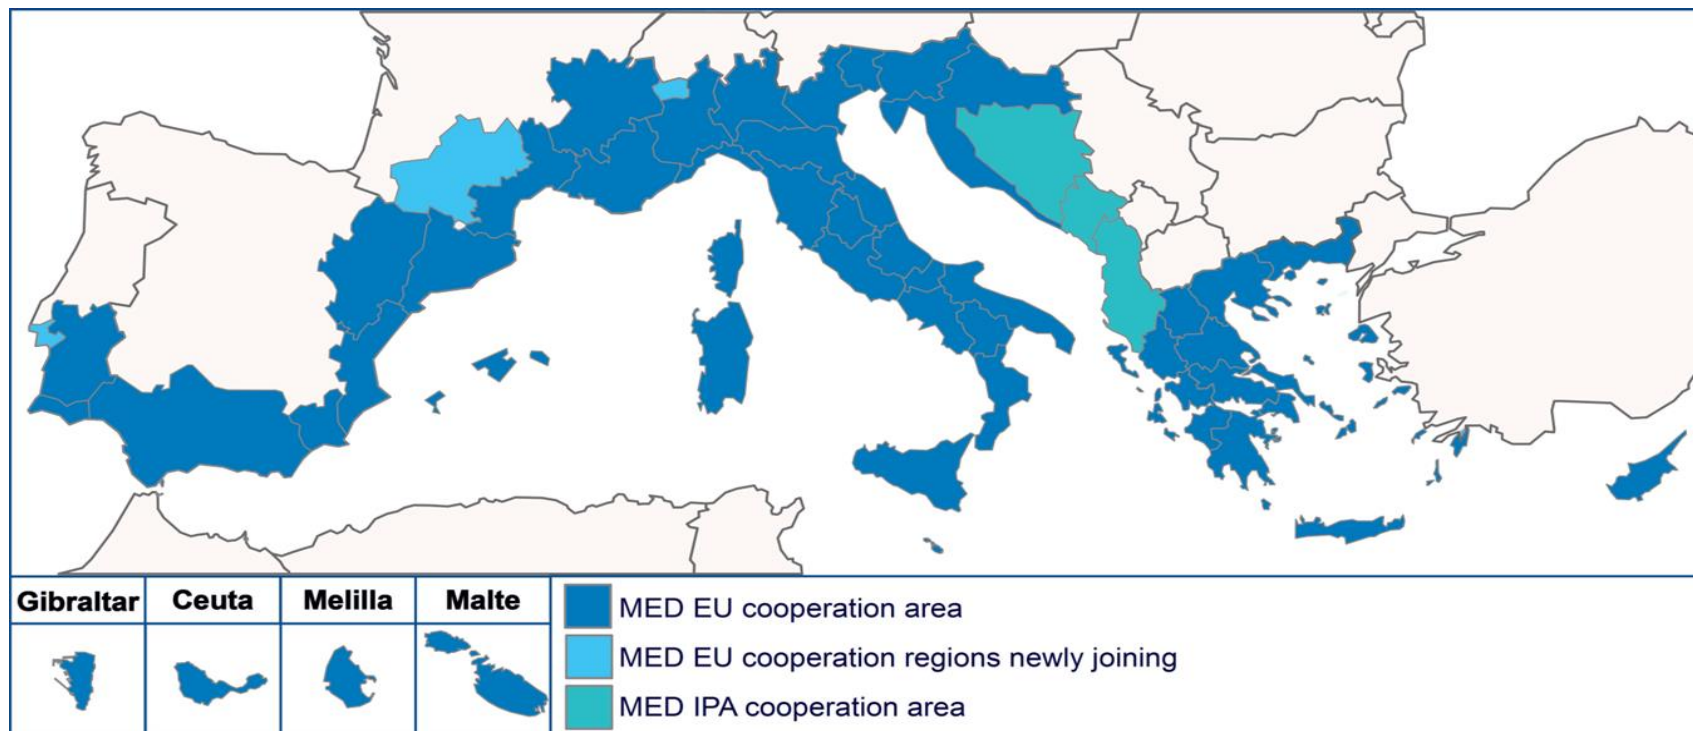 Gibraltar
Ceuta
Melilla
Malte
MED EU cooperation area
MED EU cooperation regions newly joining
MED IPA cooperation area